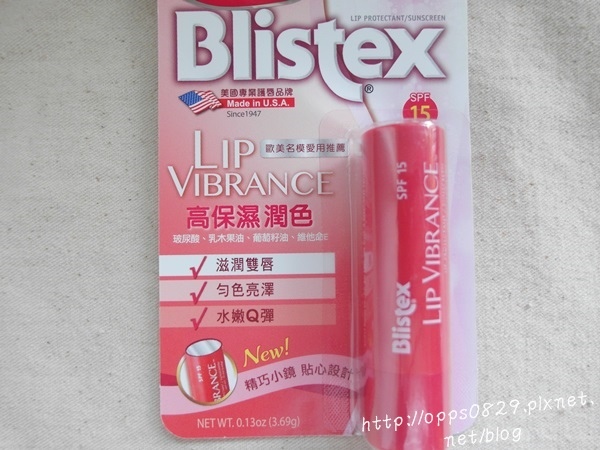 LIP PROTECTANT/SUNSCREEN
Blistex®
美國專業護唇品牌
Made in U.S.A.
Since1947
SPF
15
LIP
VIBRANCE
歐美名模愛用推薦
高保濕潤色
玻尿酸、乳木果油、葡萄籽油、維他命E
滋潤雙唇
勻色亮澤
水嫩Q彈
New!
精巧小鏡 貼心設計
NET WT. 0.13oz (3.69g)
SPF 15
RANCE
Blistex LIP VIBRANCE SPF 15
http://opps0829.pixnet.
net/blog